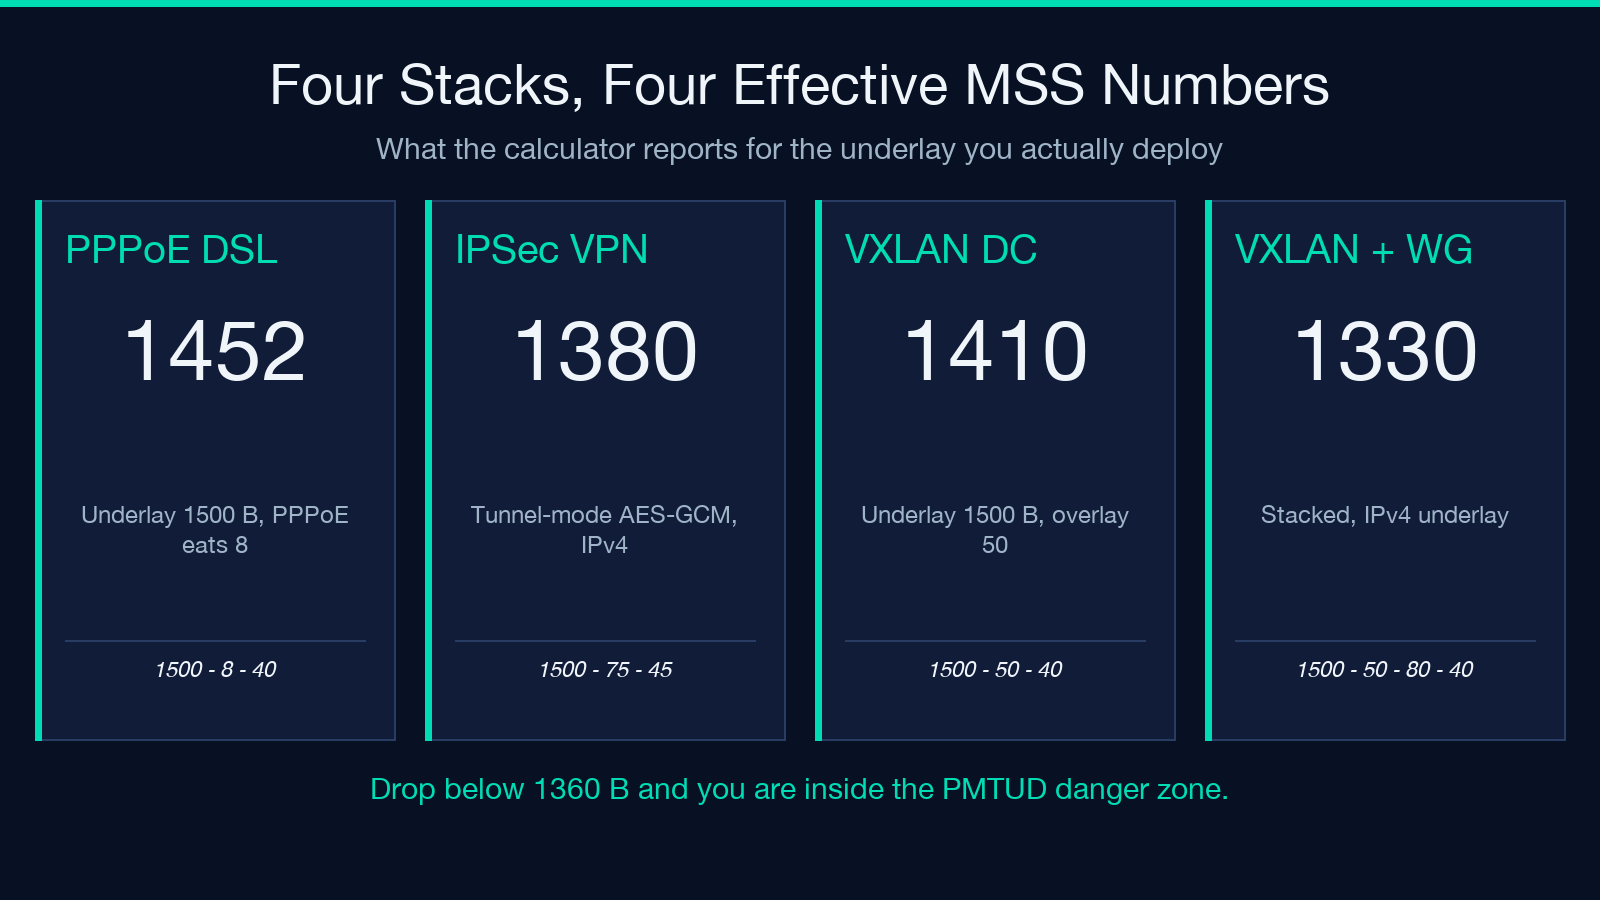 Four Stacks, Four Effective MSS Numbers
What the calculator reports for the underlay you actually deploy
PPPoE DSL
1452
Underlay 1500 B, PPPoE
eats 8
1500 - 8 - 40
IPSec VPN
1380
Tunnel-mode AES-GCM,
IPv4
1500 - 75 - 45
VXLAN DC
1410
Underlay 1500 B, overlay
50
1500 - 50 - 40
VXLAN + WG
1330
Stacked, IPv4 underlay
1500 - 50 - 80 - 40
Drop below 1360 B and you are inside the PMTUD danger zone.